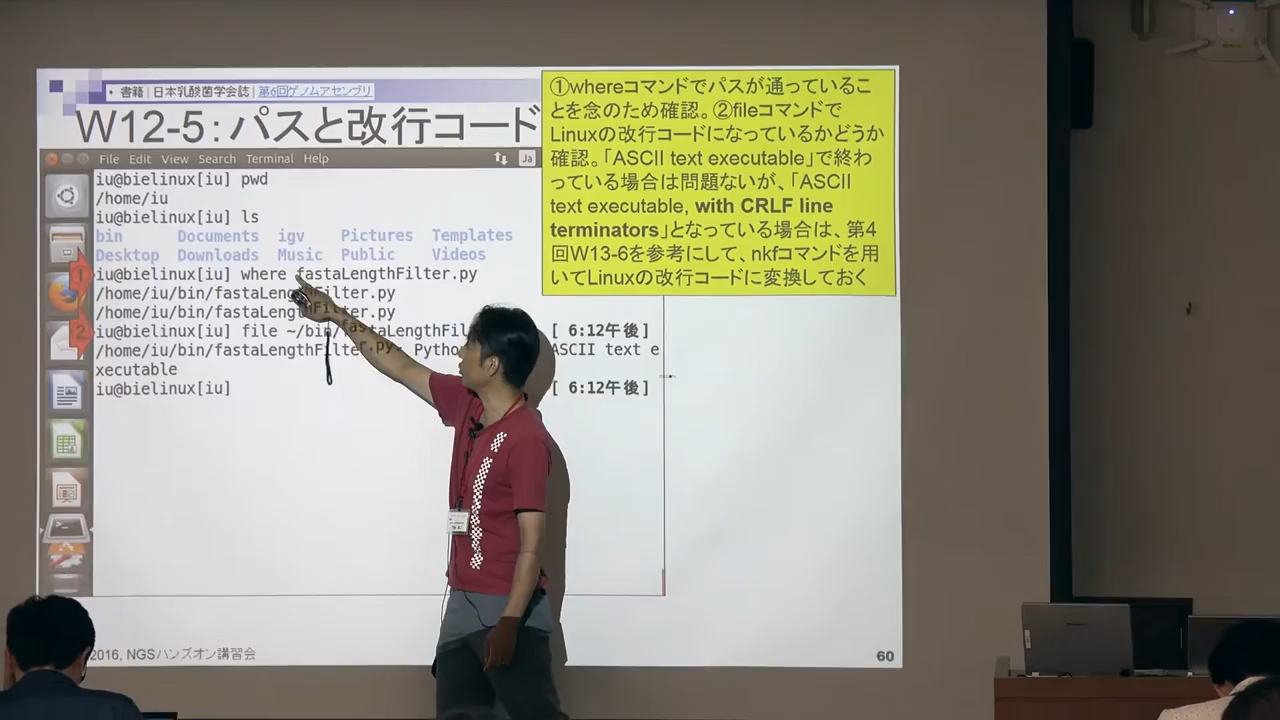 • 書籍 | 日本乳酸菌学会誌 | 第6回ゲノムアセンブリ
W12-5：パスと改行コード
①whereコマンドでパスが通っているこ
とを念のため確認。②fileコマンドで
Linuxの改行コードになっているかどうか
確認。「ASCII text executable」で終わ
っている場合は問題ないが、「ASCII
text executable, with CRLF line
terminators」となっている場合は、第4
回W13-6を参考にして、nkfコマンドを用
いてLinuxの改行コードに変換しておく
File Edit View Search Terminal Help
Ja
iu@bielinux[iu] pwd
/home/iu
iu@bielinux[iu] ls
bin Documents igv Pictures Templates
Desktop Downloads Music Public Videos
① iu@bielinux[iu] where fastaLengthFilter.py
/home/iu/bin/fastaLengthFilter.py
/home/iu/bin/fastaLengthFilter.py
② iu@bielinux[iu] file ~/bin/fastaLengthFil [ 6:12午後]
/home/iu/bin/fastaLengthFilter.py: Pytho ASCII text e
xecutable
iu@bielinux[iu] [ 6:12午後]
2016, NGSハンズオン講習会
60